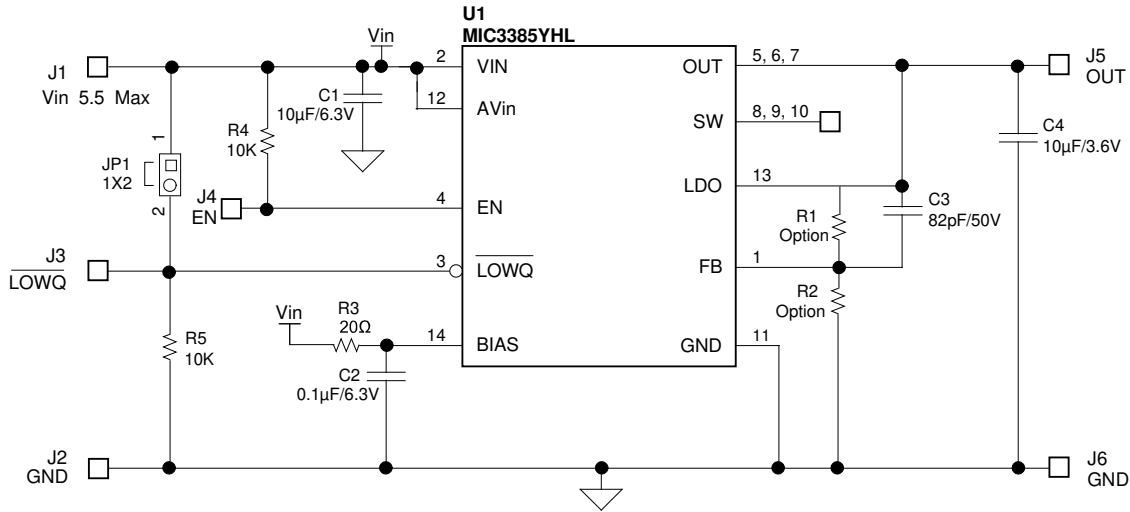 U1
MIC3385YHL
Vin
J1
Vin 5.5 Max
2
VIN
OUT
5, 6, 7
J5
OUT
12
AVin
SW
8, 9, 10
C1
10µF/6.3V
R4
10K
1
JP1
1X2
2
C4
10µF/3.6V
LDO
13
J4
EN
4
EN
R1
Option
C3
82pF/50V
J3
LOWQ
3
LOWQ
FB
1
R2
Option
Vin
R3
20Ω
14
BIAS
GND
11
R5
10K
C2
0.1µF/6.3V
J2
GND
J6
GND